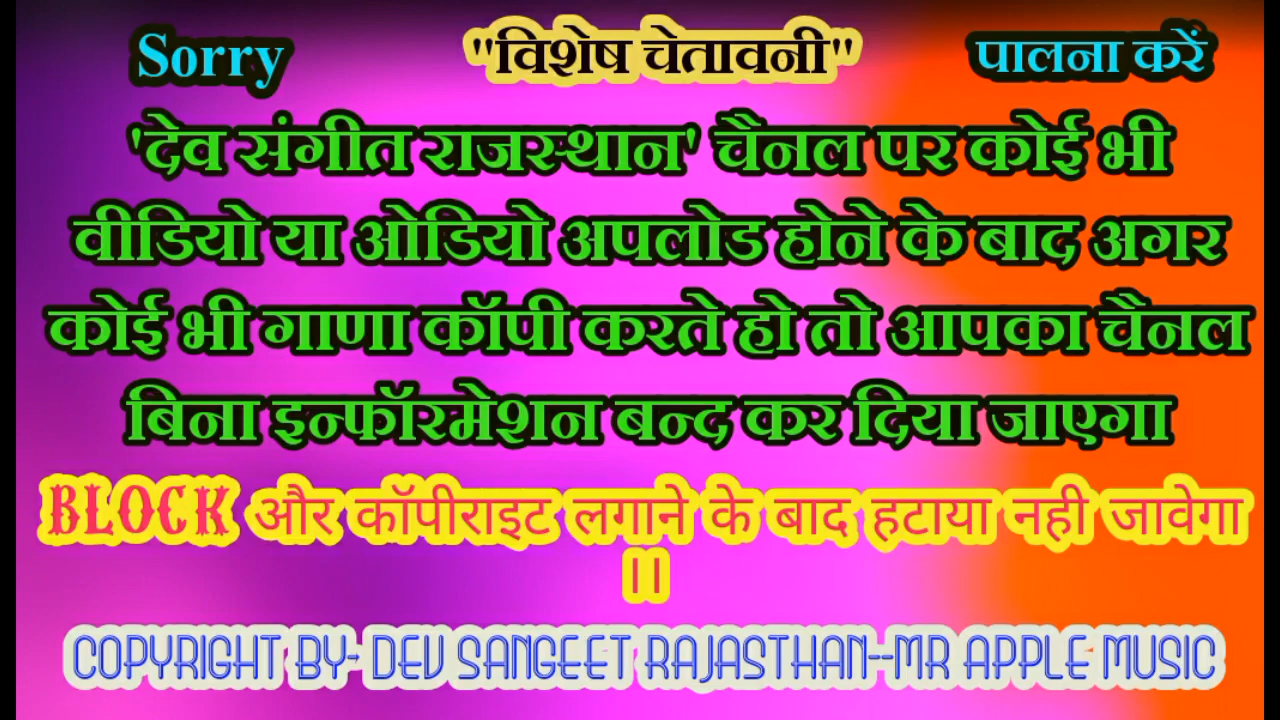 Sorry "विशेष चेतावनी" पालना करें
'देव संगीत राजस्थान' चैनल पर कोई भी
वीडियो या ओडियो अपलोड होने के बाद अगर
कोई भी गाणा कॉपी करते हो तो आपका चैनल
बिना इन्फॉरमेशन बन्द कर दिया जाएगा
BLOCK और कॉपीराइट लगाने के बाद हटाया नही जावेगा
।।
COPYRIGHT BY- DEV SANGEET RAJASTHAN--MR APPLE MUSIC